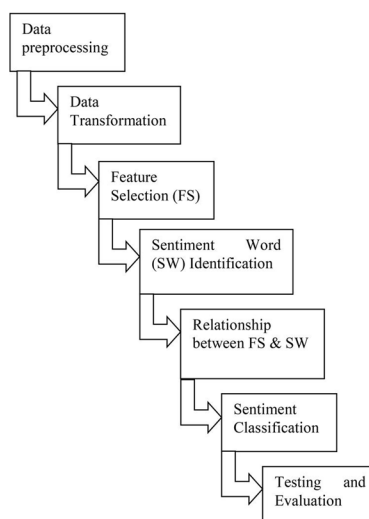 Data
preprocessing
Data
Transformation
Feature
Selection (FS)
Sentiment Word
(SW) Identification
Relationship
between FS & SW
Sentiment
Classification
Testing and
Evaluation